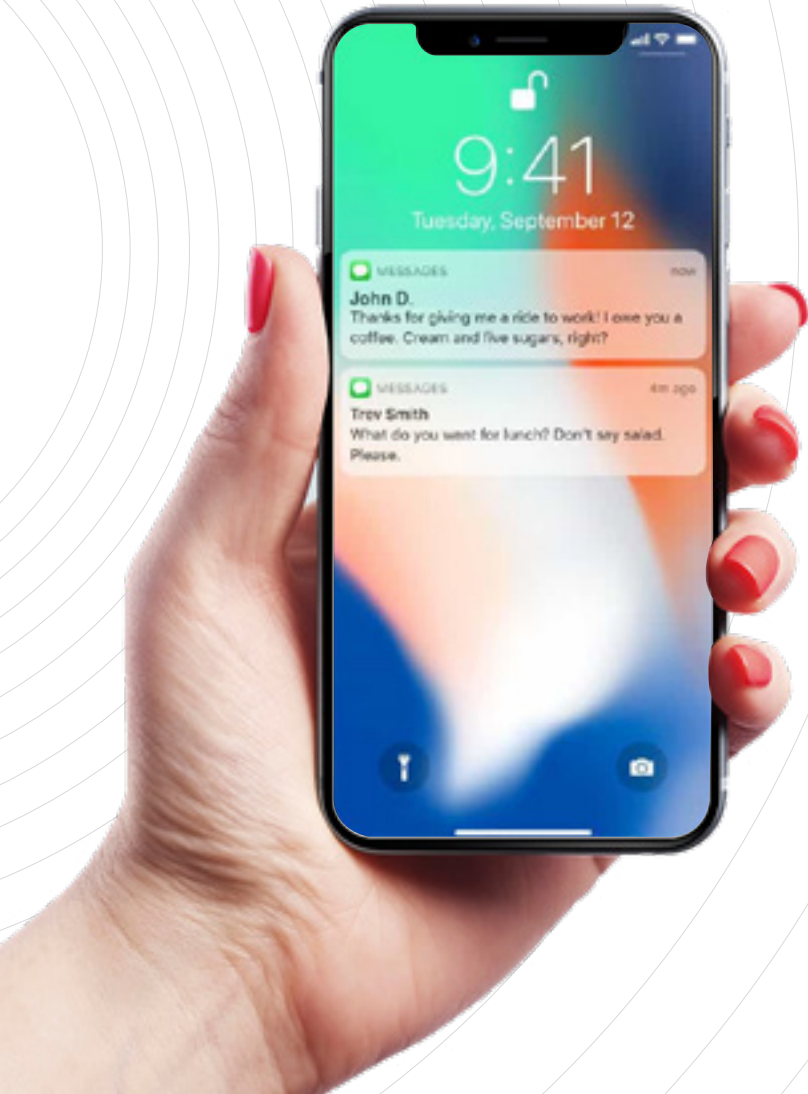 9:41
Tuesday, September 12
MESSAGES
now
John D.
Thanks for giving me a ride to work! I owe you a
coffee. Cream and five sugars, right?
MESSAGES
4m ago
Trev Smith
What do you want for lunch? Don't say salad.
Please.